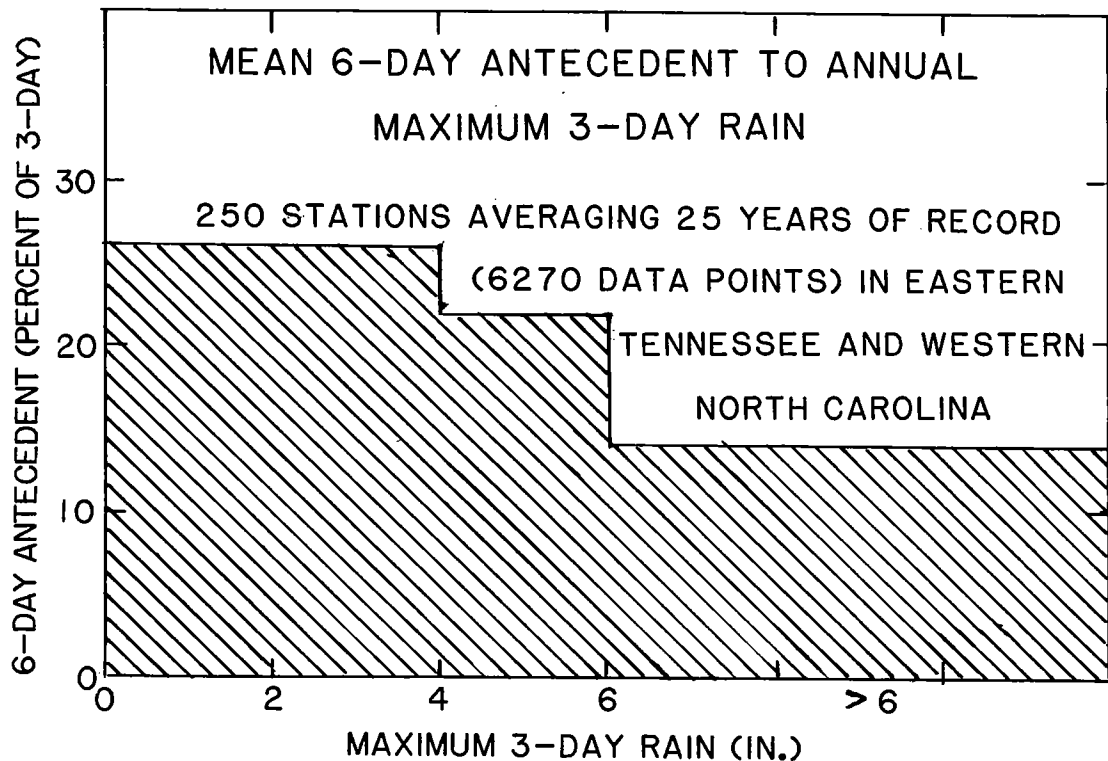 MEAN 6-DAY ANTECEDENT TO ANNUAL
MAXIMUM 3-DAY RAIN
250 STATIONS AVERAGING 25 YEARS OF RECORD
(6270 DATA POINTS) IN EASTERN
TENNESSEE AND WESTERN
NORTH CAROLINA
6-DAY ANTECEDENT (PERCENT OF 3-DAY)
30
20
10
0
0 2 4 6 >6
MAXIMUM 3-DAY RAIN (IN.)